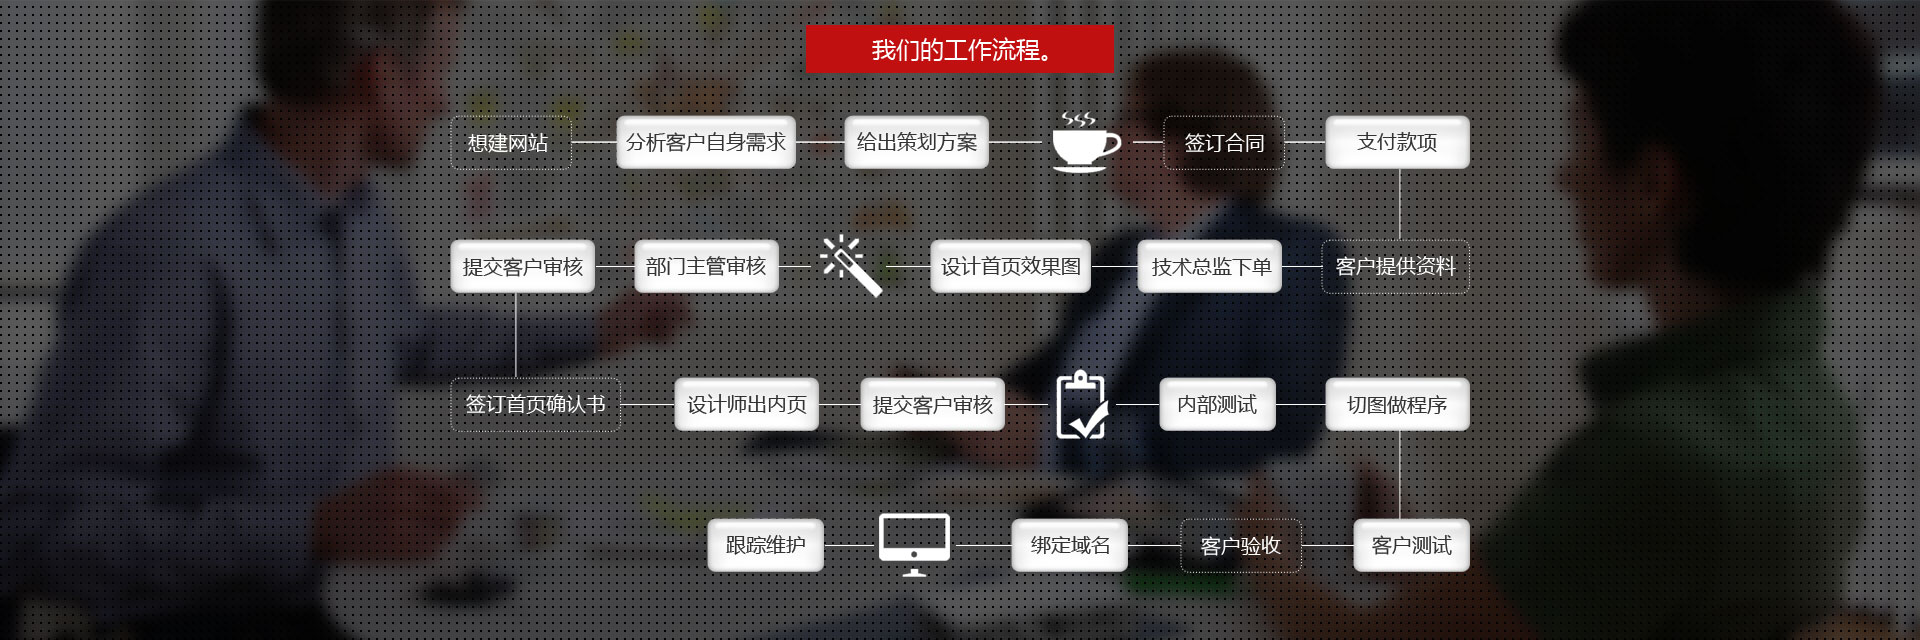 我们的工作流程。
想建网站
分析客户自身需求
给出策划方案
签订合同
支付款项
客户提供资料
技术总监下单
设计首页效果图
部门主管审核
提交客户审核
签订首页确认书
设计师出内页
提交客户审核
内部测试
切图做程序
客户测试
客户验收
绑定域名
跟踪维护